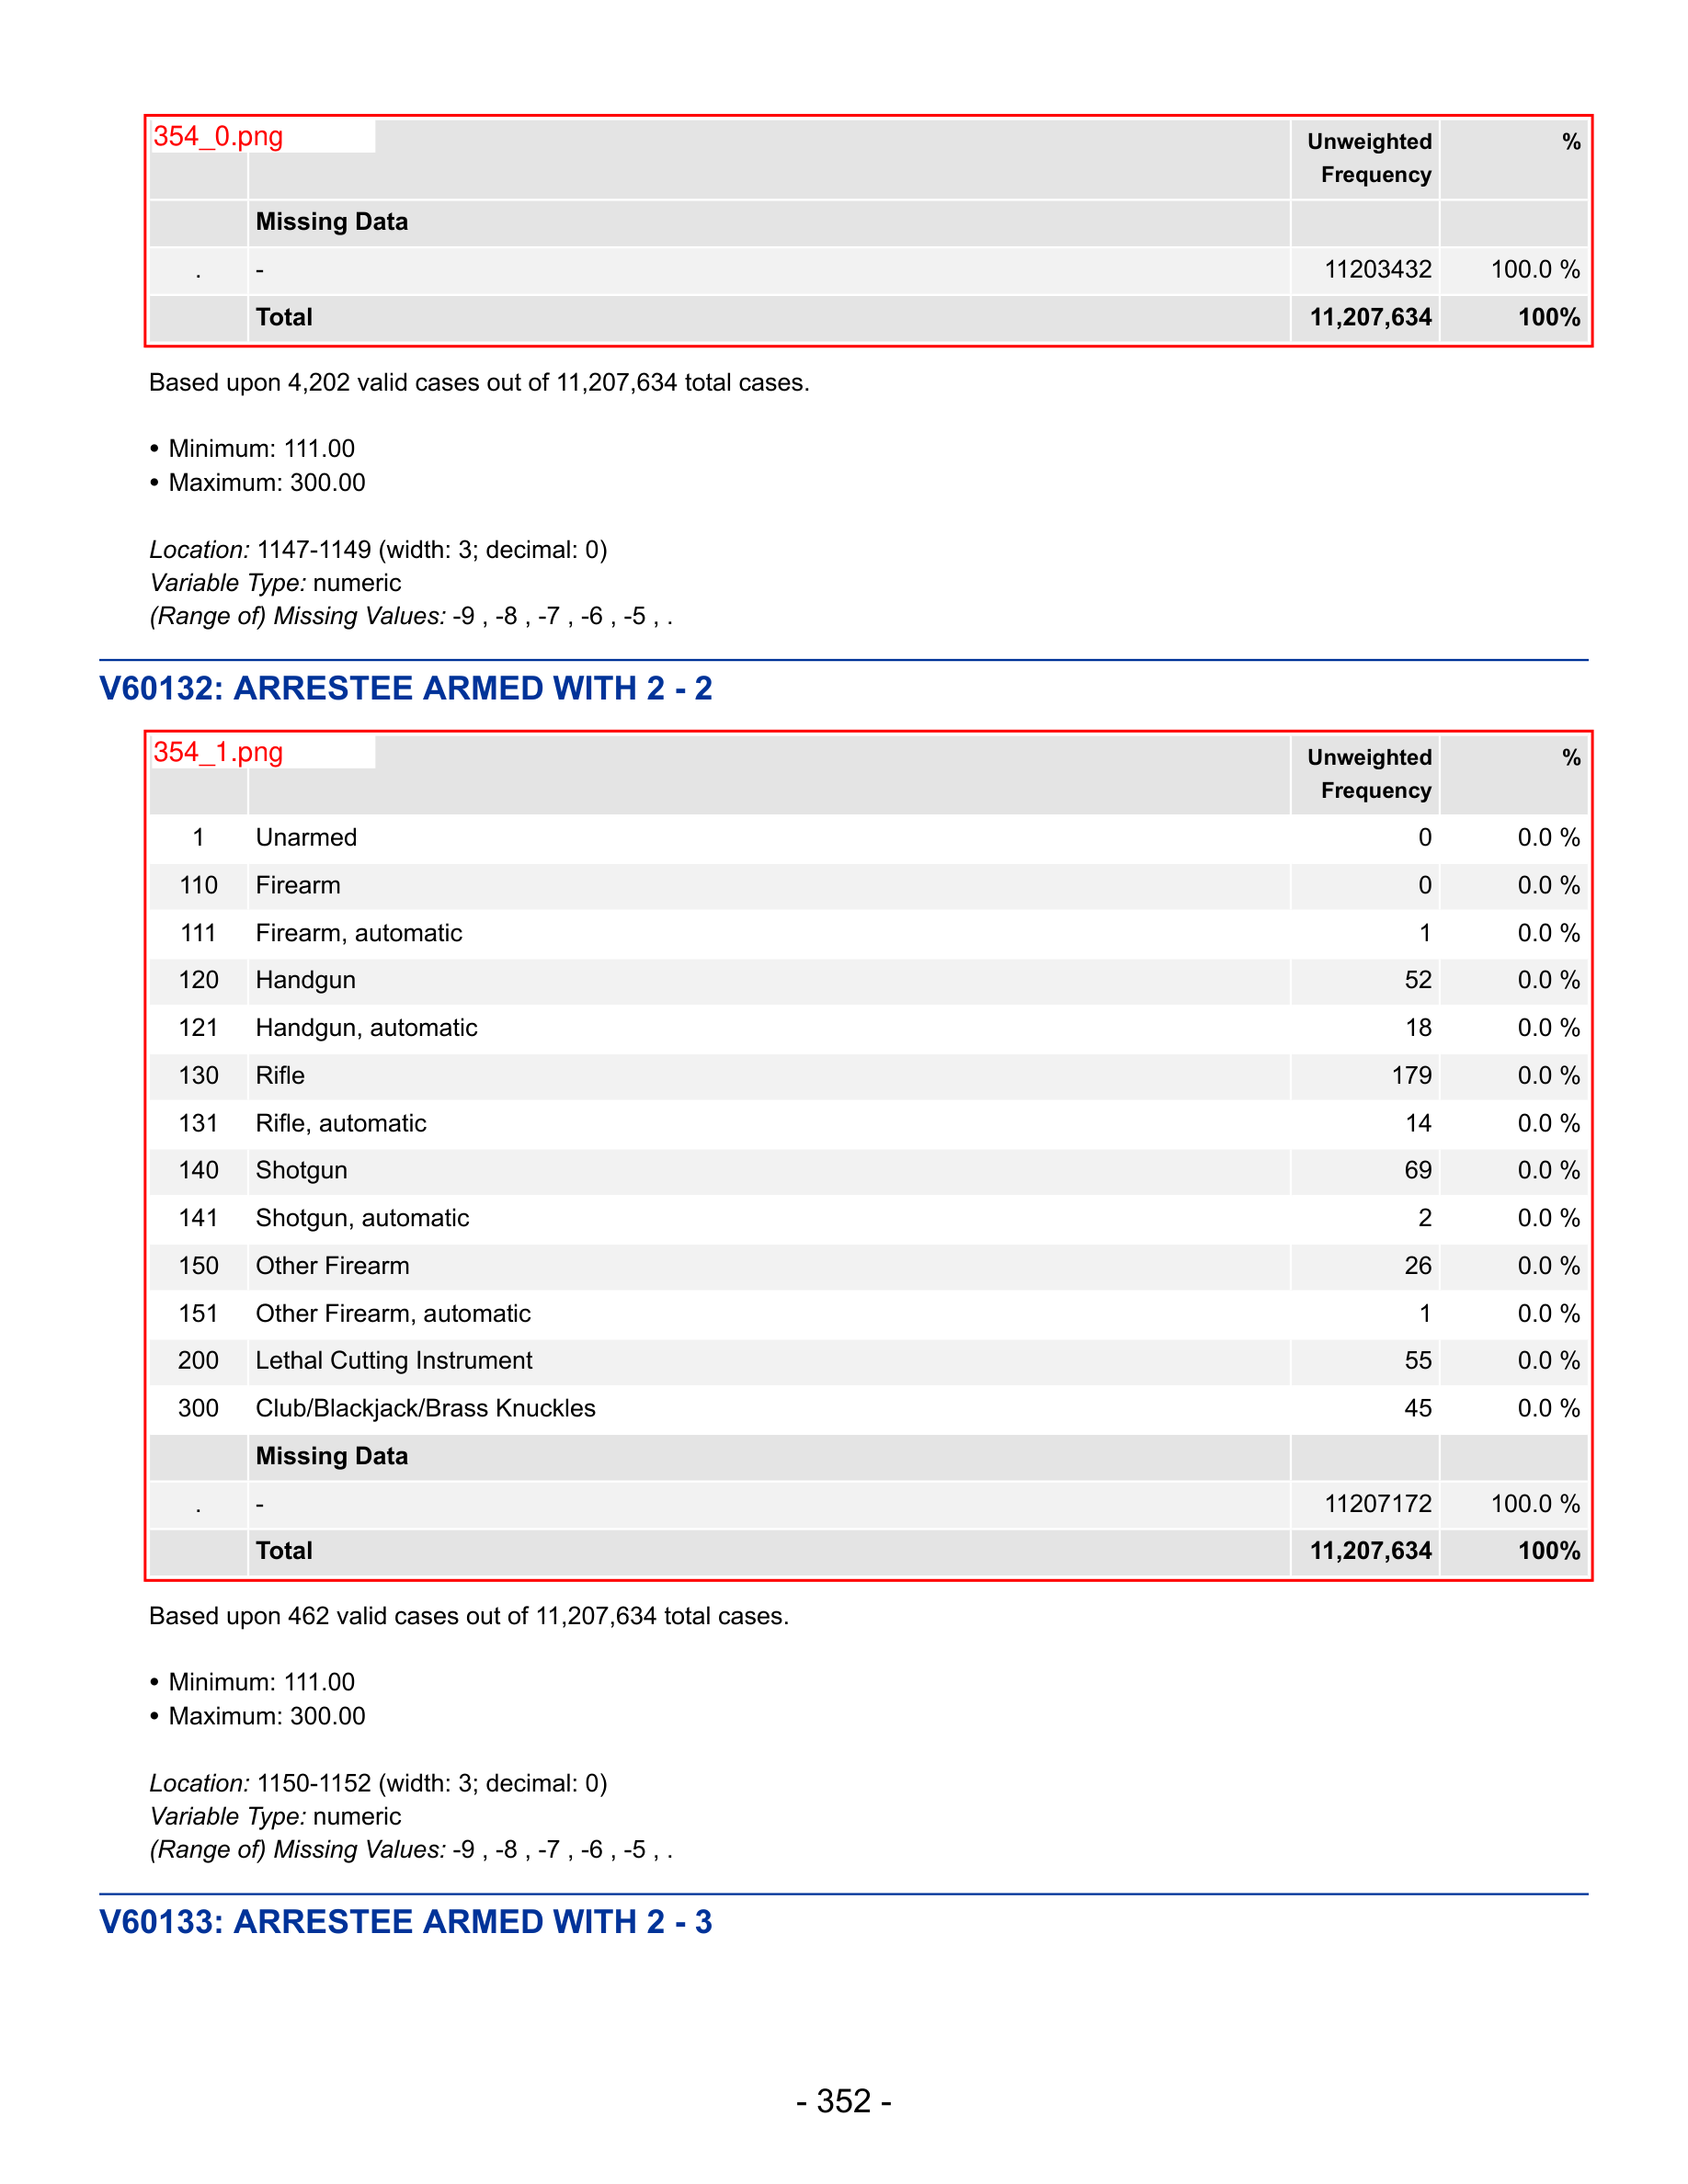 354_0.png
Unweighted Frequency %
Missing Data
. - 11203432 100.0 %
Total 11,207,634 100%
Based upon 4,202 valid cases out of 11,207,634 total cases.
• Minimum: 111.00
• Maximum: 300.00
Location: 1147-1149 (width: 3; decimal: 0)
Variable Type: numeric
(Range of) Missing Values: -9 , -8 , -7 , -6 , -5 , .
V60132: ARRESTEE ARMED WITH 2 - 2
354_1.png
Unweighted Frequency %
1 Unarmed 0 0.0 %
110 Firearm 0 0.0 %
111 Firearm, automatic 1 0.0 %
120 Handgun 52 0.0 %
121 Handgun, automatic 18 0.0 %
130 Rifle 179 0.0 %
131 Rifle, automatic 14 0.0 %
140 Shotgun 69 0.0 %
141 Shotgun, automatic 2 0.0 %
150 Other Firearm 26 0.0 %
151 Other Firearm, automatic 1 0.0 %
200 Lethal Cutting Instrument 55 0.0 %
300 Club/Blackjack/Brass Knuckles 45 0.0 %
Missing Data
. - 11207172 100.0 %
Total 11,207,634 100%
Based upon 462 valid cases out of 11,207,634 total cases.
• Minimum: 111.00
• Maximum: 300.00
Location: 1150-1152 (width: 3; decimal: 0)
Variable Type: numeric
(Range of) Missing Values: -9 , -8 , -7 , -6 , -5 , .
V60133: ARRESTEE ARMED WITH 2 - 3
- 352 -